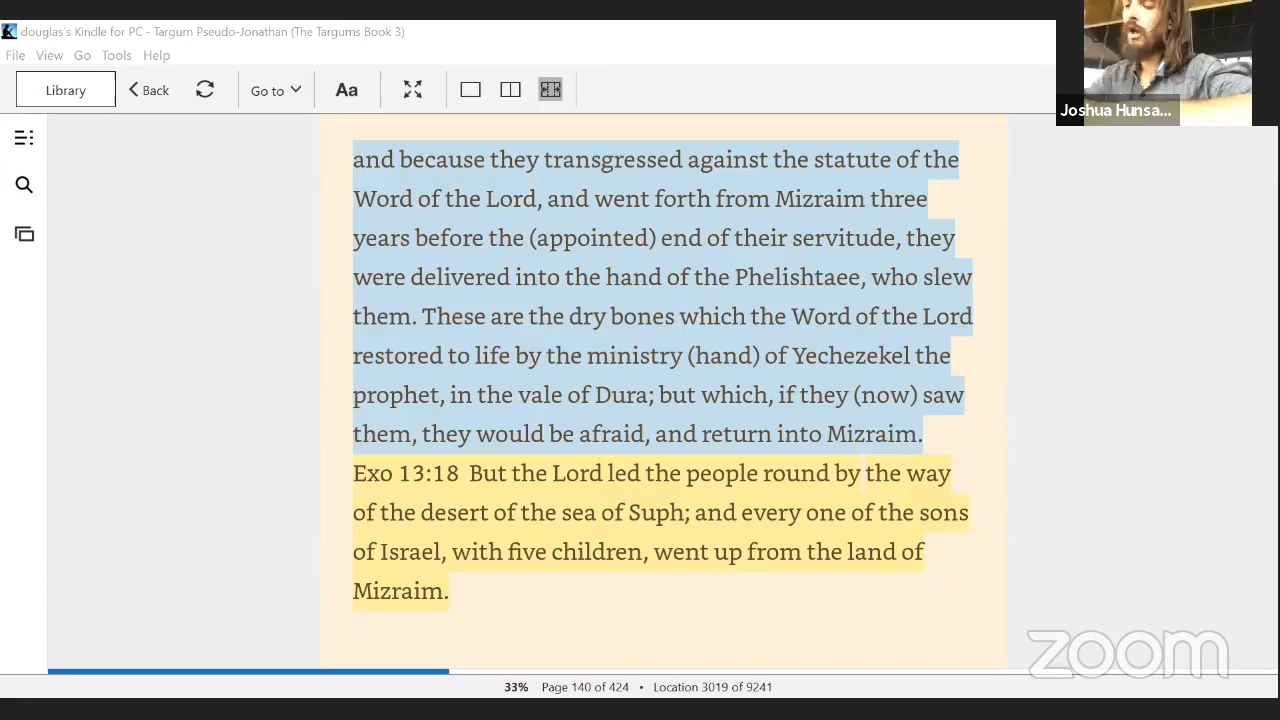 douglas's Kindle for PC - Targum Pseudo-Jonathan (The Targums Book 3)
File View Go Tools Help
Library Back Go to Aa
Joshua Hunsa...
and because they transgressed against the statute of the
Word of the Lord, and went forth from Mizraim three
years before the (appointed) end of their servitude, they
were delivered into the hand of the Phelishtaee, who slew
them. These are the dry bones which the Word of the Lord
restored to life by the ministry (hand) of Yechezekel the
prophet, in the vale of Dura; but which, if they (now) saw
them, they would be afraid, and return into Mizraim.
Exo 13:18 But the Lord led the people round by the way
of the desert of the sea of Suph; and every one of the sons
of Israel, with five children, went up from the land of
Mizraim.
zoom
33% Page 140 of 424 • Location 3019 of 9241